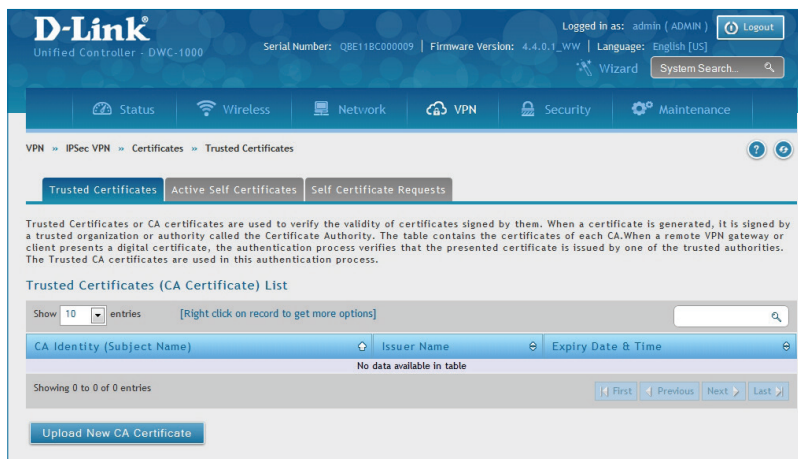 D-Link®
Unified Controller - DWC-1000
Logged in as: admin ( ADMIN ) Logout
Serial Number: QBE11BC000009 | Firmware Version: 4.4.0.1_WW | Language: English [US]
Wizard System Search...
Status Wireless Network VPN Security Maintenance
VPN » IPSec VPN » Certificates » Trusted Certificates
?
Trusted Certificates Active Self Certificates Self Certificate Requests
Trusted Certificates or CA certificates are used to verify the validity of certificates signed by them. When a certificate is generated, it is signed by
a trusted organization or authority called the Certificate Authority. The table contains the certificates of each CA.When a remote VPN gateway or
client presents a digital certificate, the authentication process verifies that the presented certificate is issued by one of the trusted authorities.
The Trusted CA certificates are used in this authentication process.
Trusted Certificates (CA Certificate) List
Show 10 entries [Right click on record to get more options]
CA Identity (Subject Name) Issuer Name Expiry Date & Time
No data available in table
Showing 0 to 0 of 0 entries
First Previous Next Last
Upload New CA Certificate